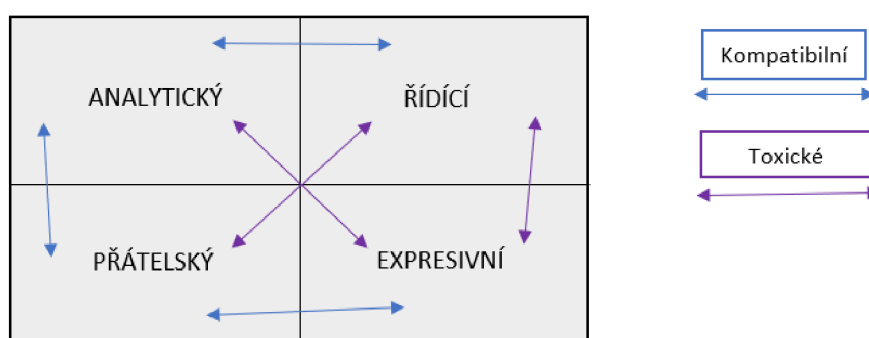 ANALYTICKÝ
ŘÍDÍCÍ
PŘÁTELSKÝ
EXPRESIVNÍ
Kompatibilní
Toxické